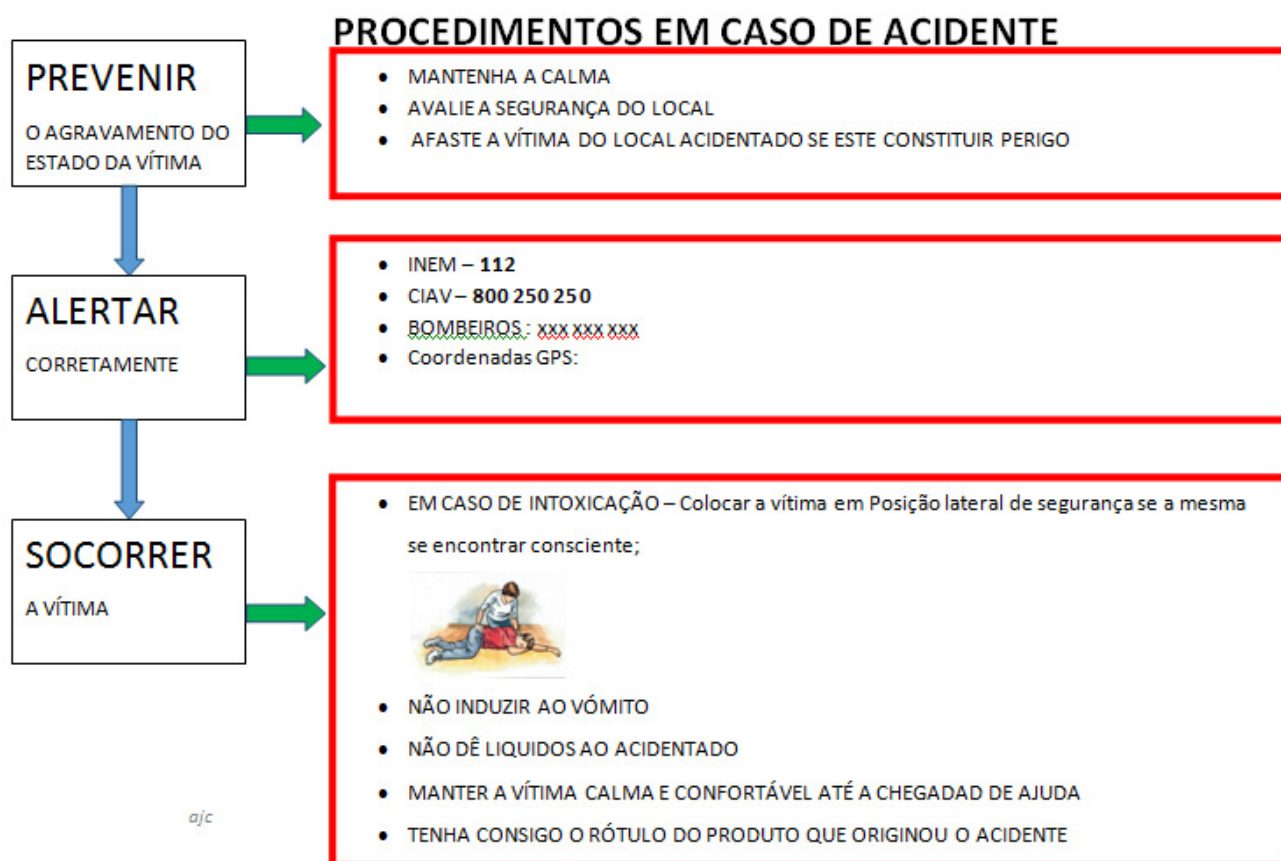 PROCEDIMENTOS EM CASO DE ACIDENTE
PREVENIR
O AGRAVAMENTO DO
ESTADO DA VÍTIMA
• MANTENHA A CALMA
• AVALIE A SEGURANÇA DO LOCAL
• AFASTE A VÍTIMA DO LOCAL ACIDENTADO SE ESTE CONSTITUIR PERIGO
ALERTAR
CORRETAMENTE
• INEM – 112
• CIAV – 800 250 250
• BOMBEIROS : xxx xxx xxx
• Coordenadas GPS:
SOCORRER
A VÍTIMA
• EM CASO DE INTOXICAÇÃO – Colocar a vítima em Posição lateral de segurança se a mesma
se encontrar consciente;
• NÃO INDUZIR AO VÓMITO
• NÃO DÊ LIQUIDOS AO ACIDENTADO
• MANTER A VÍTIMA CALMA E CONFORTÁVEL ATÉ A CHEGADAD DE AJUDA
• TENHA CONSIGO O RÓTULO DO PRODUTO QUE ORIGINOU O ACIDENTE
ajc